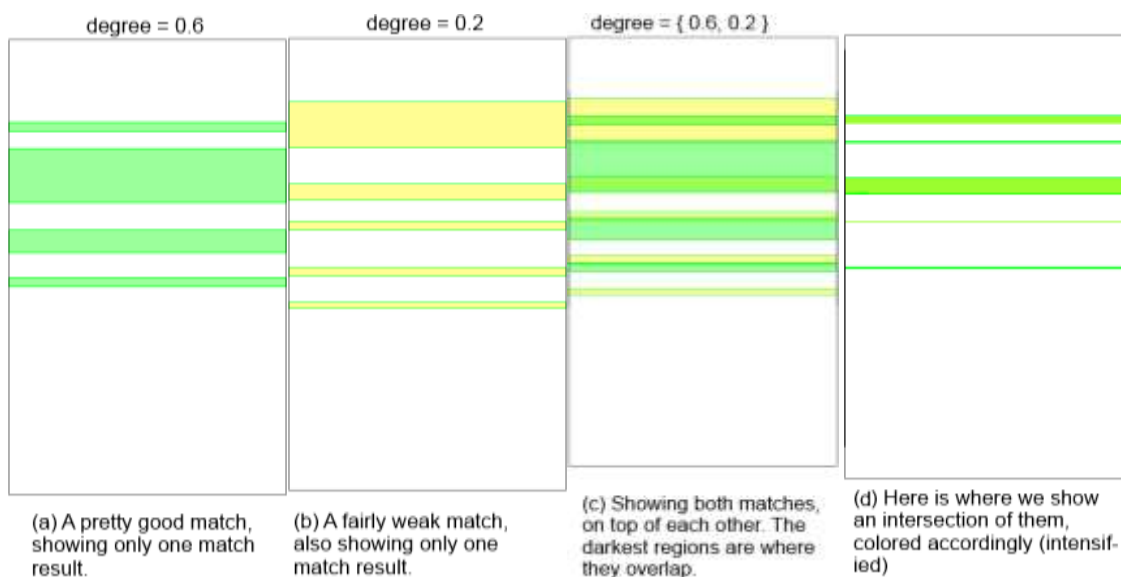 degree = 0.6
degree = 0.2
degree = { 0.6, 0.2 }
(a) A pretty good match,
showing only one match
result.
(b) A fairly weak match,
also showing only one
match result.
(c) Showing both matches,
on top of each other. The
darkest regions are where
they overlap.
(d) Here is where we show
an intersection of them,
colored accordingly (intensif-
ied)